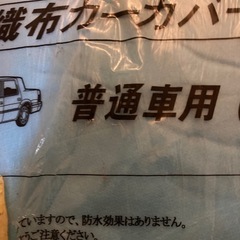 織布カーカバー
普通車用
ていますので、防水効果はありません。
ご注意ください。